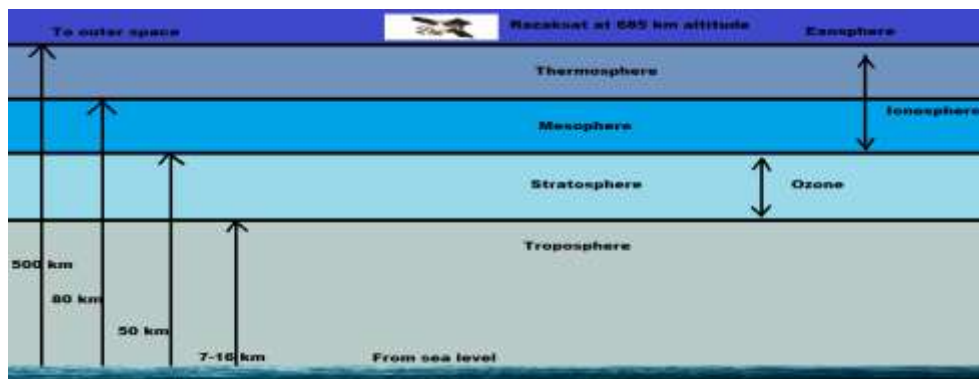 To outer space
Razaksat at 685 km altitude
Exosphere
Thermosphere
Ionosphere
Mesophere
Stratosphere
Ozone
Troposphere
500 km
80 km
50 km
7-16 km
From sea level